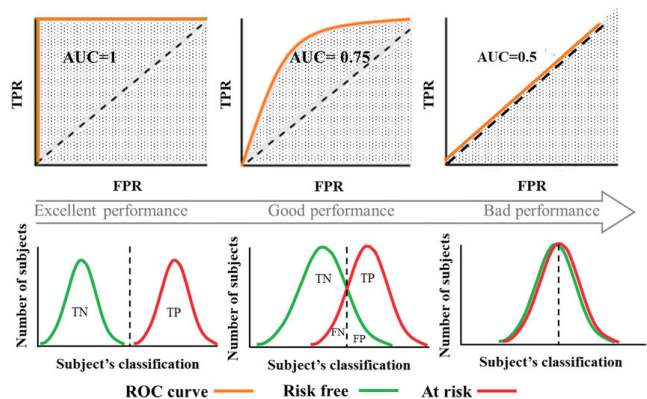 TPR
AUC=1
FPR
TPR
AUC= 0.75
FPR
TPR
AUC=0.5
FPR
Excellent performance
Good performance
Bad performance
Number of subjects
TN
TP
Subject's classification
Number of subjects
TN
TP
FN
FP
Subject's classification
Number of subjects
Subject's classification
ROC curve
Risk free
At risk